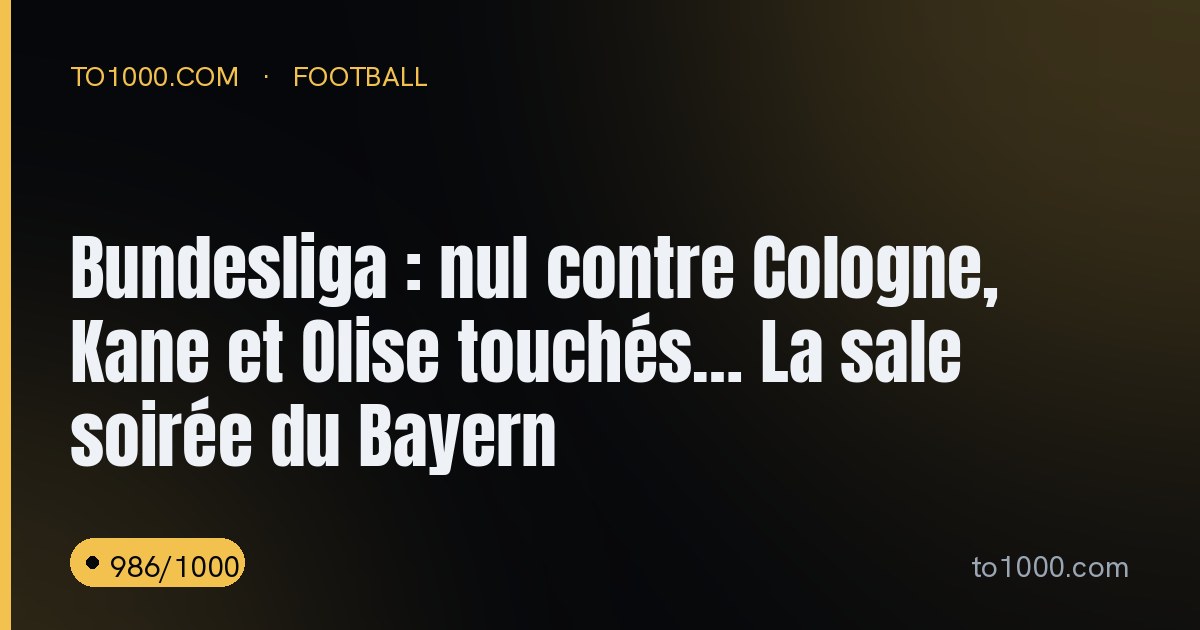 TO1000.COM · FOOTBALL
Bundesliga : nul contre Cologne,
Kane et Olise touchés... La sale
soirée du Bayern
986/1000
to1000.com